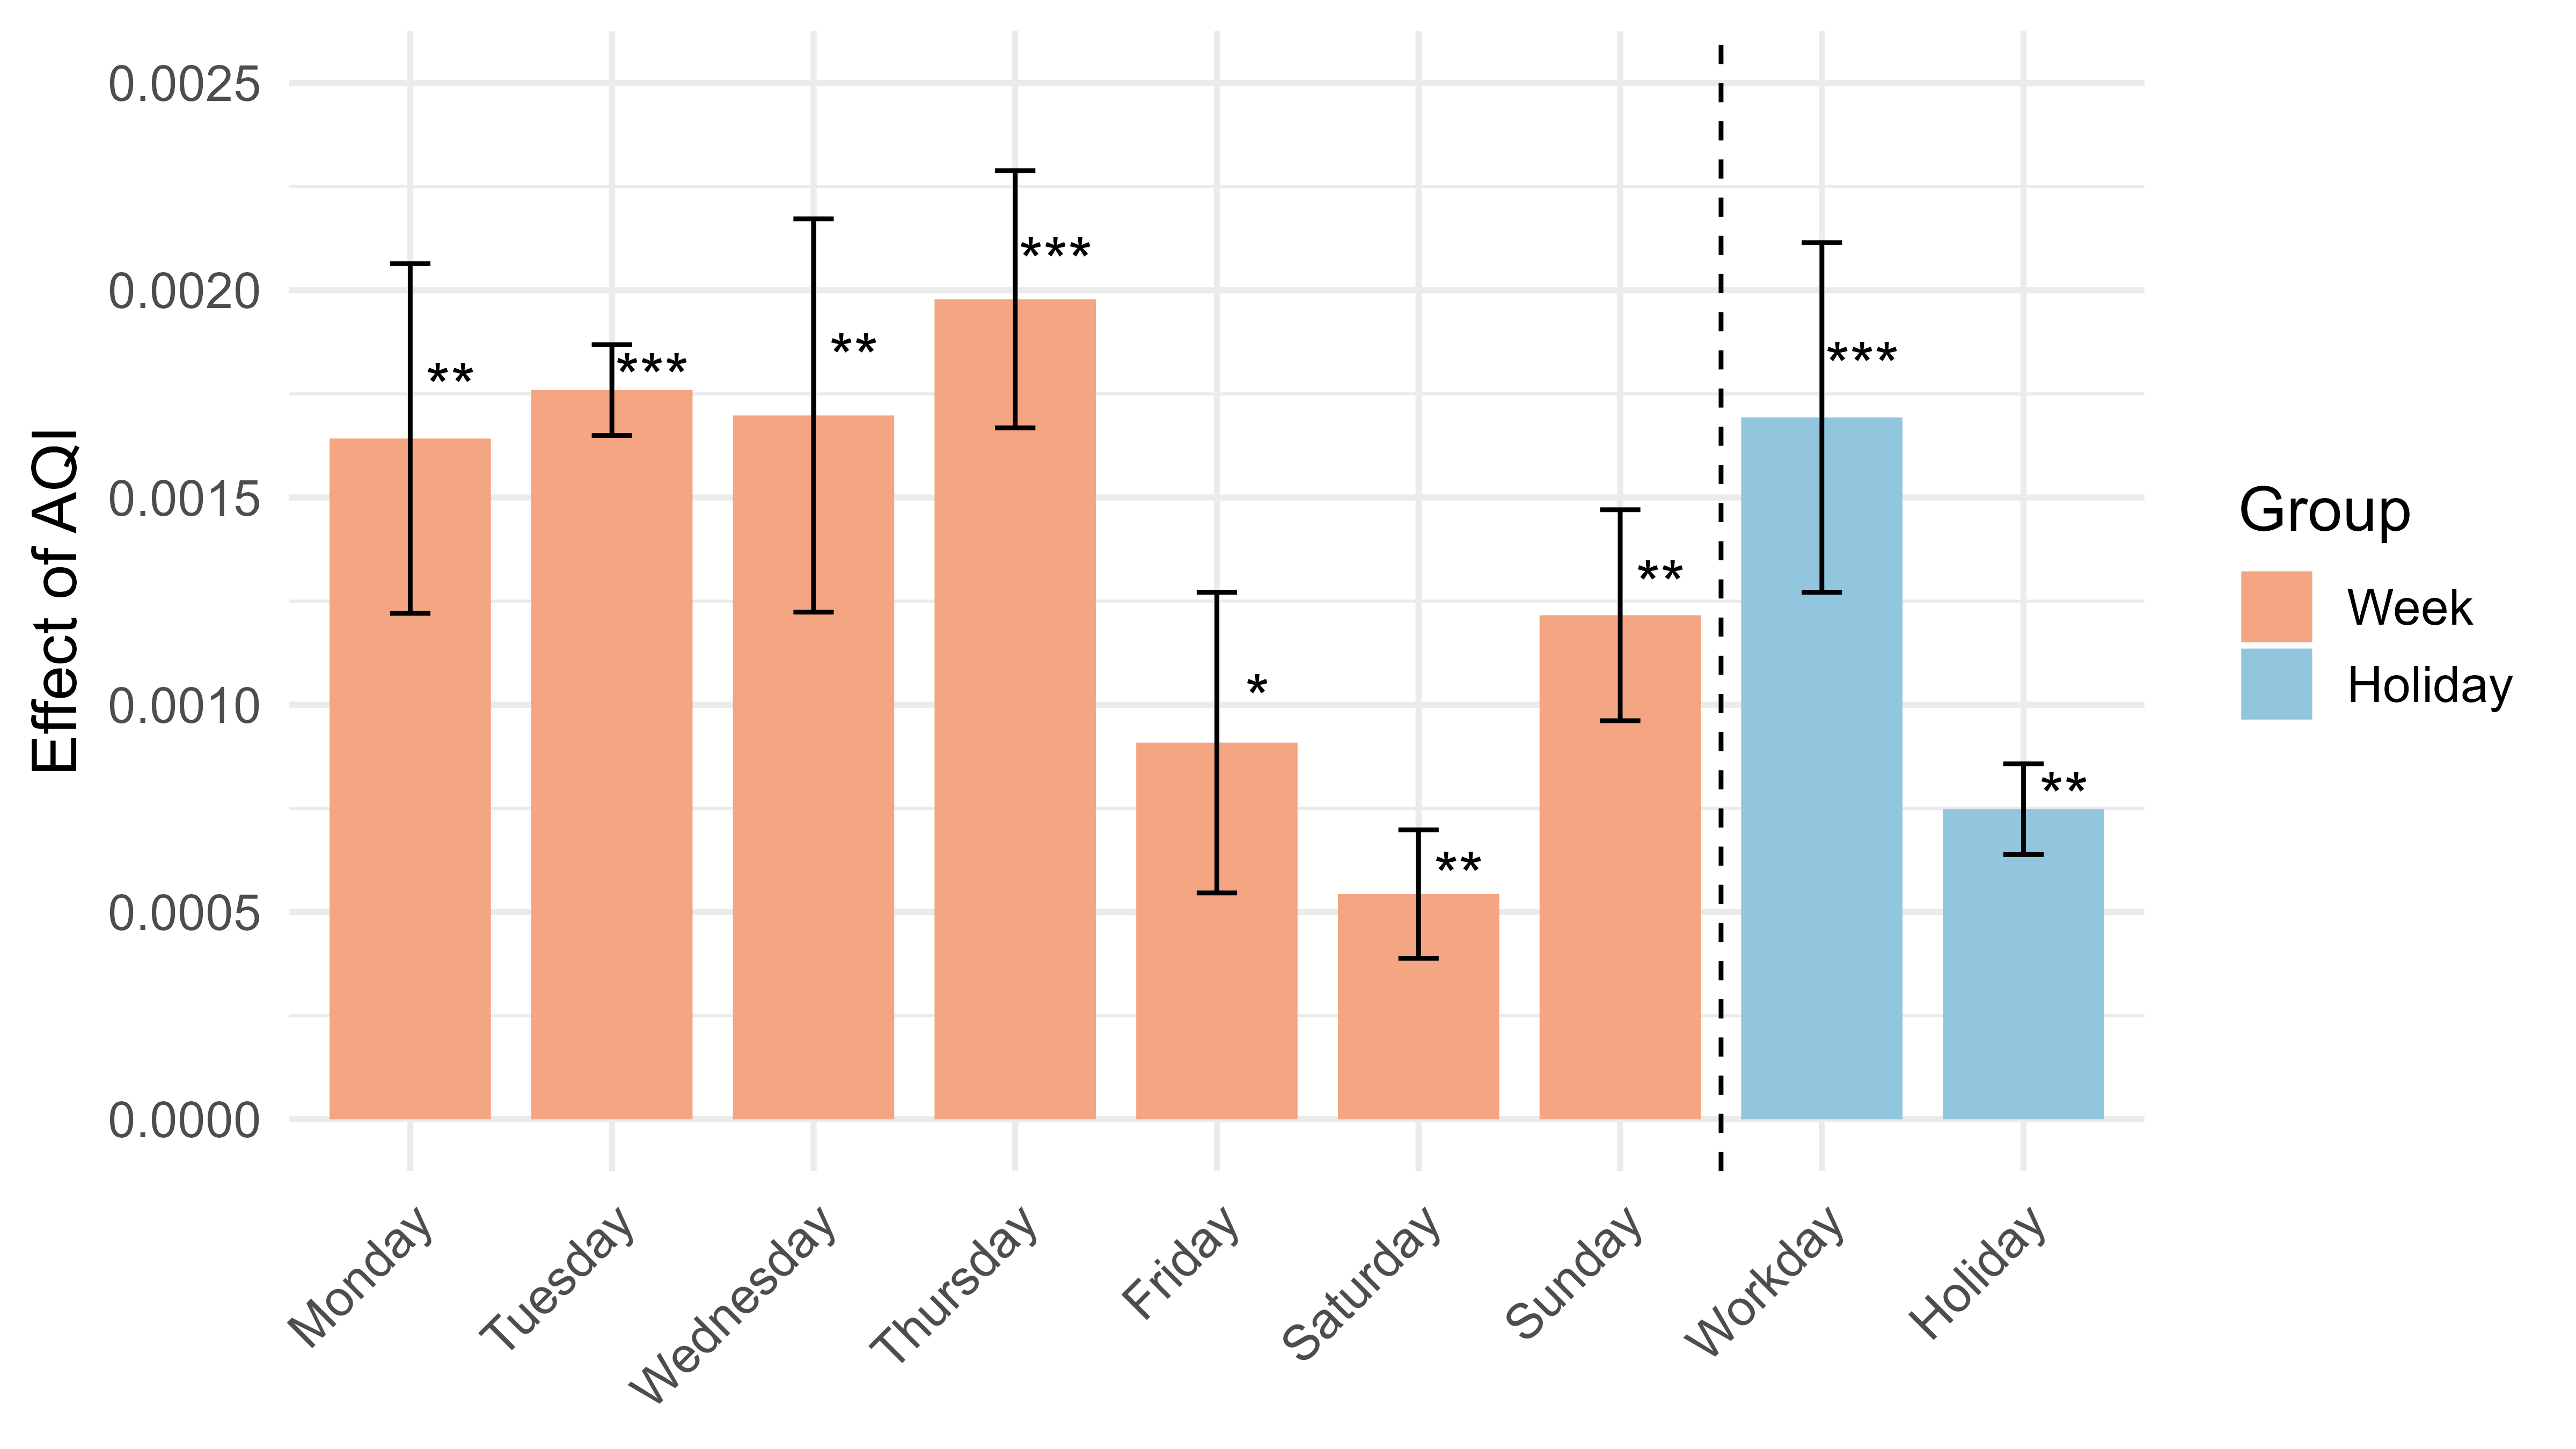 Effect of AQI
0.0025
0.0020
0.0015
0.0010
0.0005
0.0000
**
***
**
***
*
**
**
***
**
Monday
Tuesday
Wednesday
Thursday
Friday
Saturday
Sunday
Workday
Holiday
Group
Week
Holiday